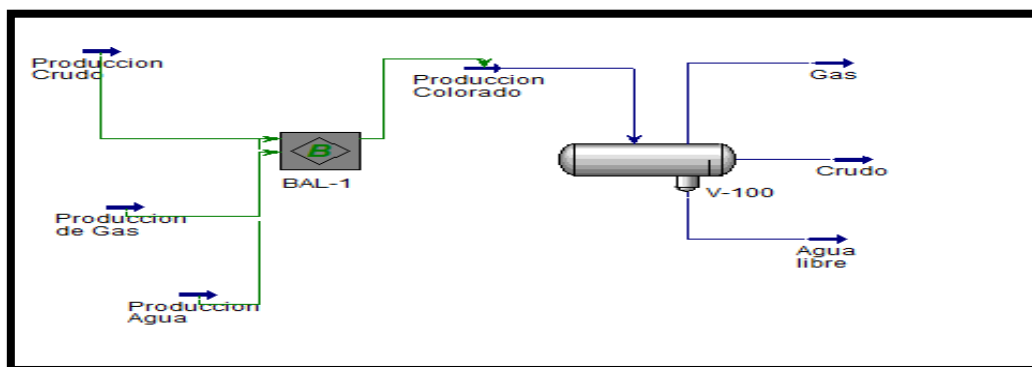 Produccion
Crudo
Produccion
Colorado
Gas
B
BAL-1
Crudo
V-100
Produccion
de Gas
Agua
libre
Produccion
Agua